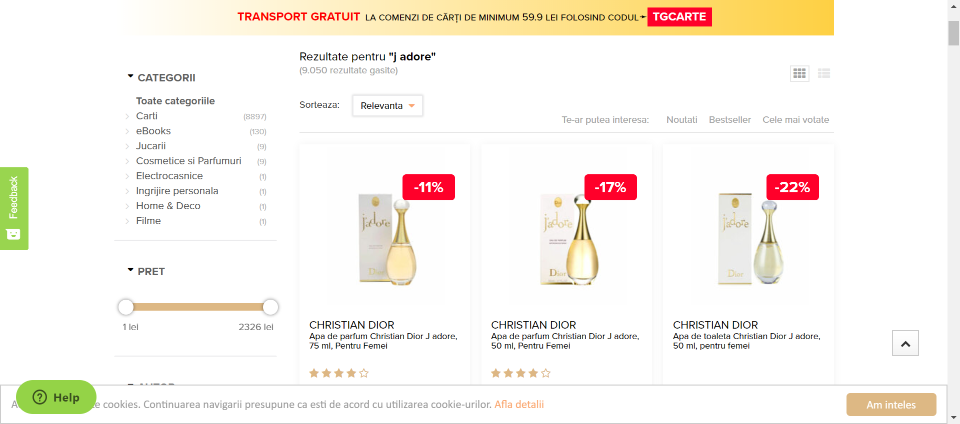 TRANSPORT GRATUIT LA COMENZI DE CĂRȚI DE MINIMUM 59.9 LEI FOLOSIND CODUL TGCARTE
Rezultate pentru "j adore"
(9.050 rezultate gasite)
CATEGORII
Toate categoriile
Carti (8897)
eBooks (130)
Jucarii (9)
Cosmetice si Parfumuri (9)
Electrocasnice (1)
Ingrijire personala (1)
Home & Deco (1)
Filme (1)
Sorteaza: Relevanta
Te-ar putea interesa: Noutati Bestseller Cele mai votate
Feedback
PRET
1 lei 2326 lei
-11%
j'adore
Dior
CHRISTIAN DIOR
Apa de parfum Christian Dior J adore,
75 ml, Pentru Femei
-17%
j'adore
Dior
CHRISTIAN DIOR
Apa de parfum Christian Dior J adore,
50 ml, Pentru Femei
-22%
j'adore
Dior
CHRISTIAN DIOR
Apa de toaleta Christian Dior J adore,
50 ml, pentru femei
Help
cookies. Continuarea navigarii presupune ca esti de acord cu utilizarea cookie-urilor. Afla detalii
Am inteles